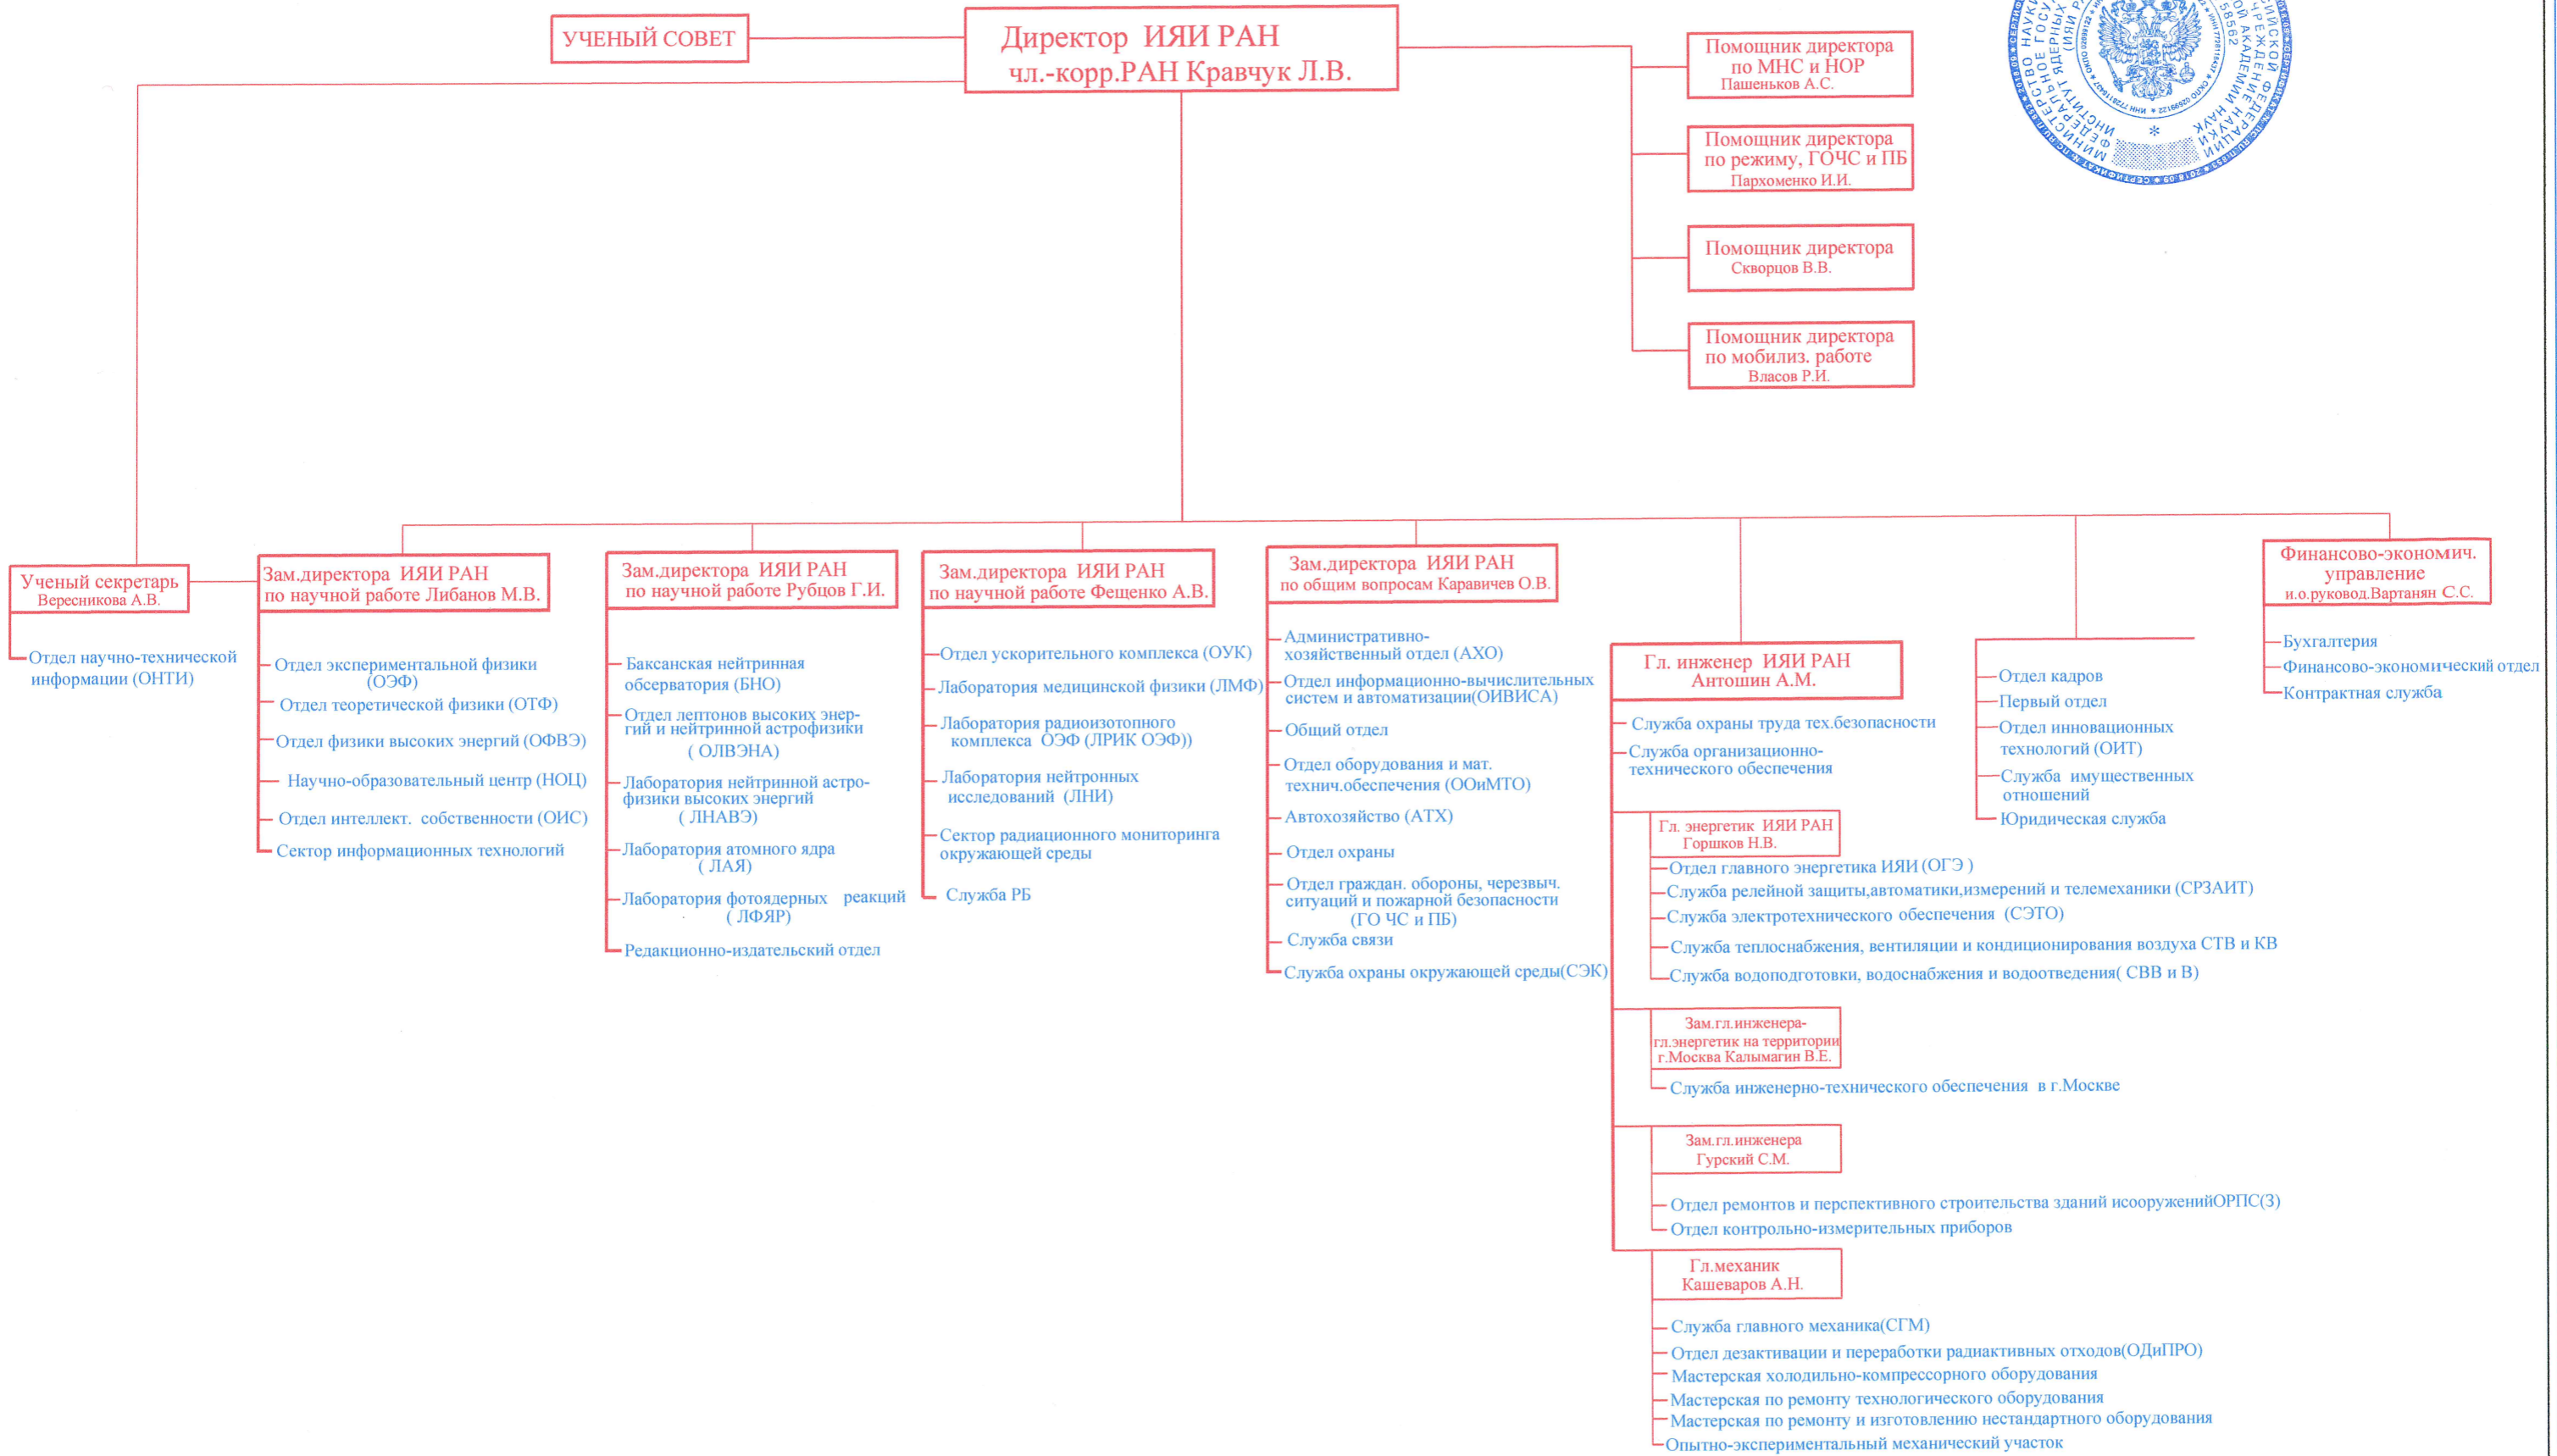 УЧЕНЫЙ СОВЕТ
Директор ИЯИ РАН
чл.-корр.РАН Кравчук Л.В.
Помощник директора
по МНС и НОР
Пашеньков А.С.
Помощник директора
по режиму, ГОЧС и ПБ
Пархоменко И.И.
Помощник директора
Скворцов В.В.
Помощник директора
по мобилиз. работе
Власов Р.И.
Ученый секретарь
Вересникова А.В.
Отдел научно-технической
информации (ОНТИ)
Зам.директора ИЯИ РАН
по научной работе Либанов М.В.
Отдел экспериментальной физики
(ОЭФ)
Отдел теоретической физики (ОТФ)
Отдел физики высоких энергий (ОФВЭ)
Научно-образовательный центр (НОЦ)
Отдел интеллект. собственности (ОИС)
Сектор информационных технологий
Зам.директора ИЯИ РАН
по научной работе Рубцов Г.И.
Баксанская нейтринная
обсерватория (БНО)
Отдел лептонов высоких энер-
гий и нейтринной астрофизики
( ОЛВЭНА)
Лаборатория нейтринной астро-
физики высоких энергий
( ЛНАВЭ)
Лаборатория атомного ядра
( ЛАЯ)
Лаборатория фотоядерных реакций
( ЛФЯР)
Редакционно-издательский отдел
Зам.директора ИЯИ РАН
по научной работе Фещенко А.В.
Отдел ускорительного комплекса (ОУК)
Лаборатория медицинской физики (ЛМФ)
Лаборатория радиоизотопного
комплекса ОЭФ (ЛРИК ОЭФ))
Лаборатория нейтронных
исследований (ЛНИ)
Сектор радиационного мониторинга
окружающей среды
Служба РБ
Зам.директора ИЯИ РАН
по общим вопросам Каравичев О.В.
Административно-
хозяйственный отдел (АХО)
Отдел информационно-вычислительных
систем и автоматизации(ОИВИСА)
Общий отдел
Отдел оборудования и мат.
технич.обеспечения (ООиМТО)
Автохозяйство (АТХ)
Отдел охраны
Отдел граждан. обороны, черезвыч.
ситуаций и пожарной безопасности
(ГО ЧС и ПБ)
Служба связи
Служба охраны окружающей среды(СЭК)
Гл. инженер ИЯИ РАН
Антошин А.М.
Служба охраны труда тех.безопасности
Служба организационно-
технического обеспечения
Гл. энергетик ИЯИ РАН
Горшков Н.В.
Отдел главного энергетика ИЯИ (ОГЭ )
Служба релейной защиты,автоматики,измерений и телемеханики (СРЗАИТ)
Служба электротехнического обеспечения (СЭТО)
Служба теплоснабжения, вентиляции и кондиционирования воздуха СТВ и КВ
Служба водоподготовки, водоснабжения и водоотведения( СВВ и В)
Зам.гл.инженера-
гл.энергетик на территории
г.Москва Калымагин В.Е.
Служба инженерно-технического обеспечения в г.Москве
Зам.гл.инженера
Гурский С.М.
Отдел ремонтов и перспективного строительства зданий исооруженийОРПС(З)
Отдел контрольно-измерительных приборов
Гл.механик
Кашеваров А.Н.
Служба главного механика(СГМ)
Отдел дезактивации и переработки радиактивных отходов(ОДиПРО)
Мастерская холодильно-компрессорного оборудования
Мастерская по ремонту технологического оборудования
Мастерская по ремонту и изготовлению нестандартного оборудования
Опытно-экспериментальный механический участок
Отдел кадров
Первый отдел
Отдел инновационных
технологий (ОИТ)
Служба имущественных
отношений
Юридическая служба
Финансово-экономич.
управление
и.о.руковод.Вартанян С.С.
Бухгалтерия
Финансово-экономический отдел
Контрактная служба